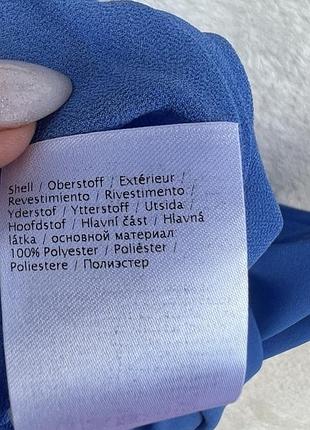 Shell / Oberstoff / Extérieur /
Revestimiento / Rivestimento /
Yderstof / Ytterstoff / Utsida /
Hoofdstof / Hlavní část / Hlavná
látka / основной материал:
100% Polyester / Poliéster /
Poliestere / Полиэстер